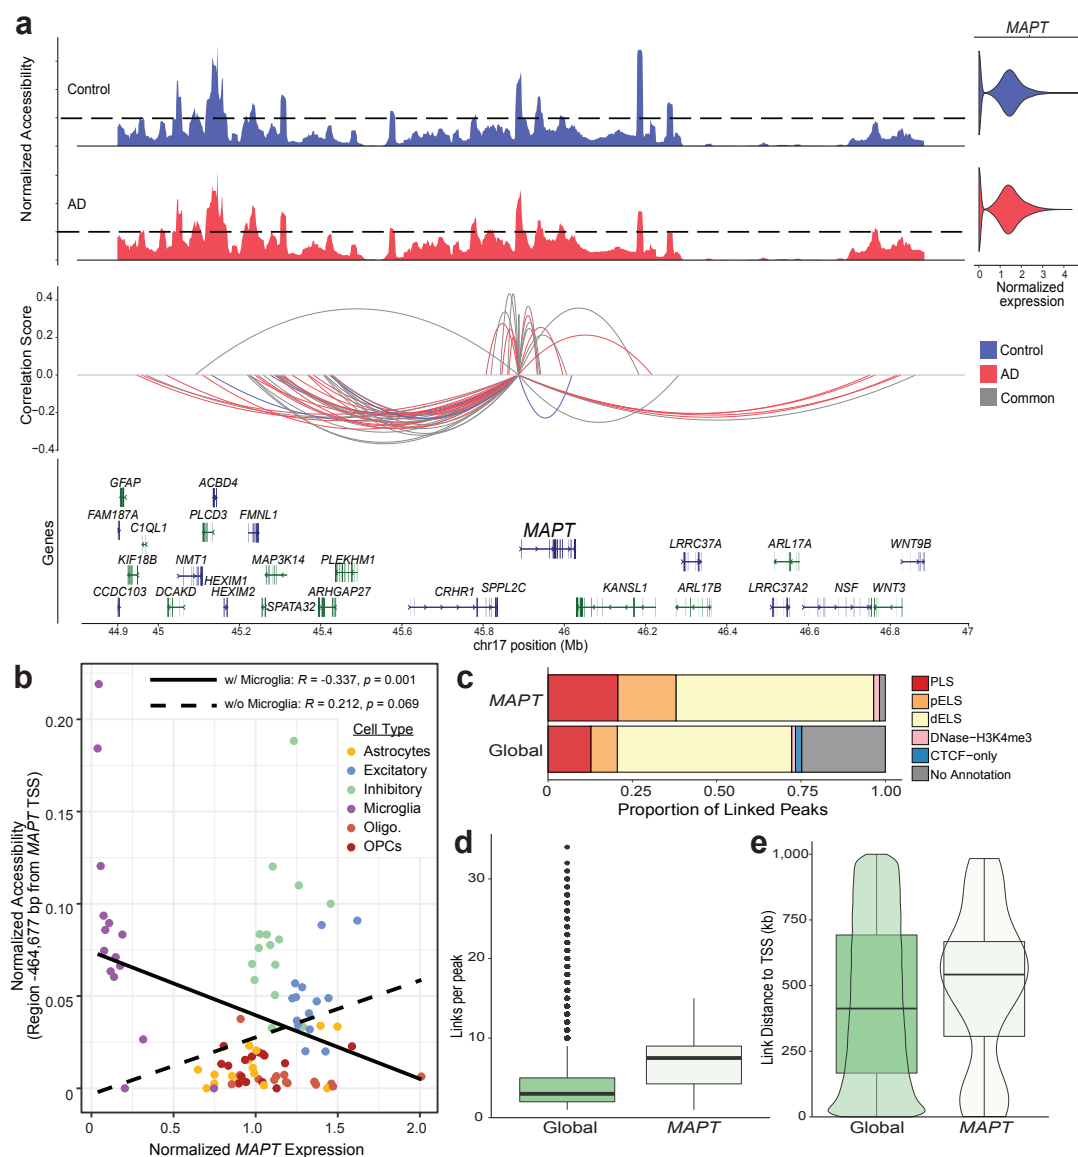 a
MAPT
Normalized Accessibility
Control
AD
0 1 2 3 4
Normalized
expression
Correlation Score
0.4
0.2
0.0
−0.2
−0.4
Control
AD
Common
Genes
GFAP
ACBD4
FAM187A
C1QL1
PLCD3
FMNL1
MAPT
LRRC37A
ARL17A
WNT9B
KIF18B
NMT1
MAP3K14
PLEKHM1
HEXIM1
CCDC103
DCAKD
HEXIM2
SPATA32
ARHGAP27
CRHR1
SPPL2C
KANSL1
ARL17B
LRRC37A2
NSF
WNT3
44.9 45 45.2 45.4 45.6 45.8 46 46.2 46.4 46.6 46.8 47
chr17 position (Mb)
b
w/ Microglia: R = -0.337, p = 0.001
w/o Microglia: R = 0.212, p = 0.069
Cell Type
Astrocytes
Excitatory
Inhibitory
Microglia
Oligo.
OPCs
Normalized Accessibility
(Region -464,677 bp from MAPT TSS)
0.20
0.15
0.10
0.05
0
0.0 0.5 1.0 1.5 2.0
Normalized MAPT Expression
c
MAPT
Global
0 0.25 0.50 0.75 1.00
Proportion of Linked Peaks
PLS
pELS
dELS
DNase−H3K4me3
CTCF−only
No Annotation
d
Links per peak
30
20
10
0
Global MAPT
e
Link Distance to TSS (kb)
1,000
750
500
250
0
Global MAPT